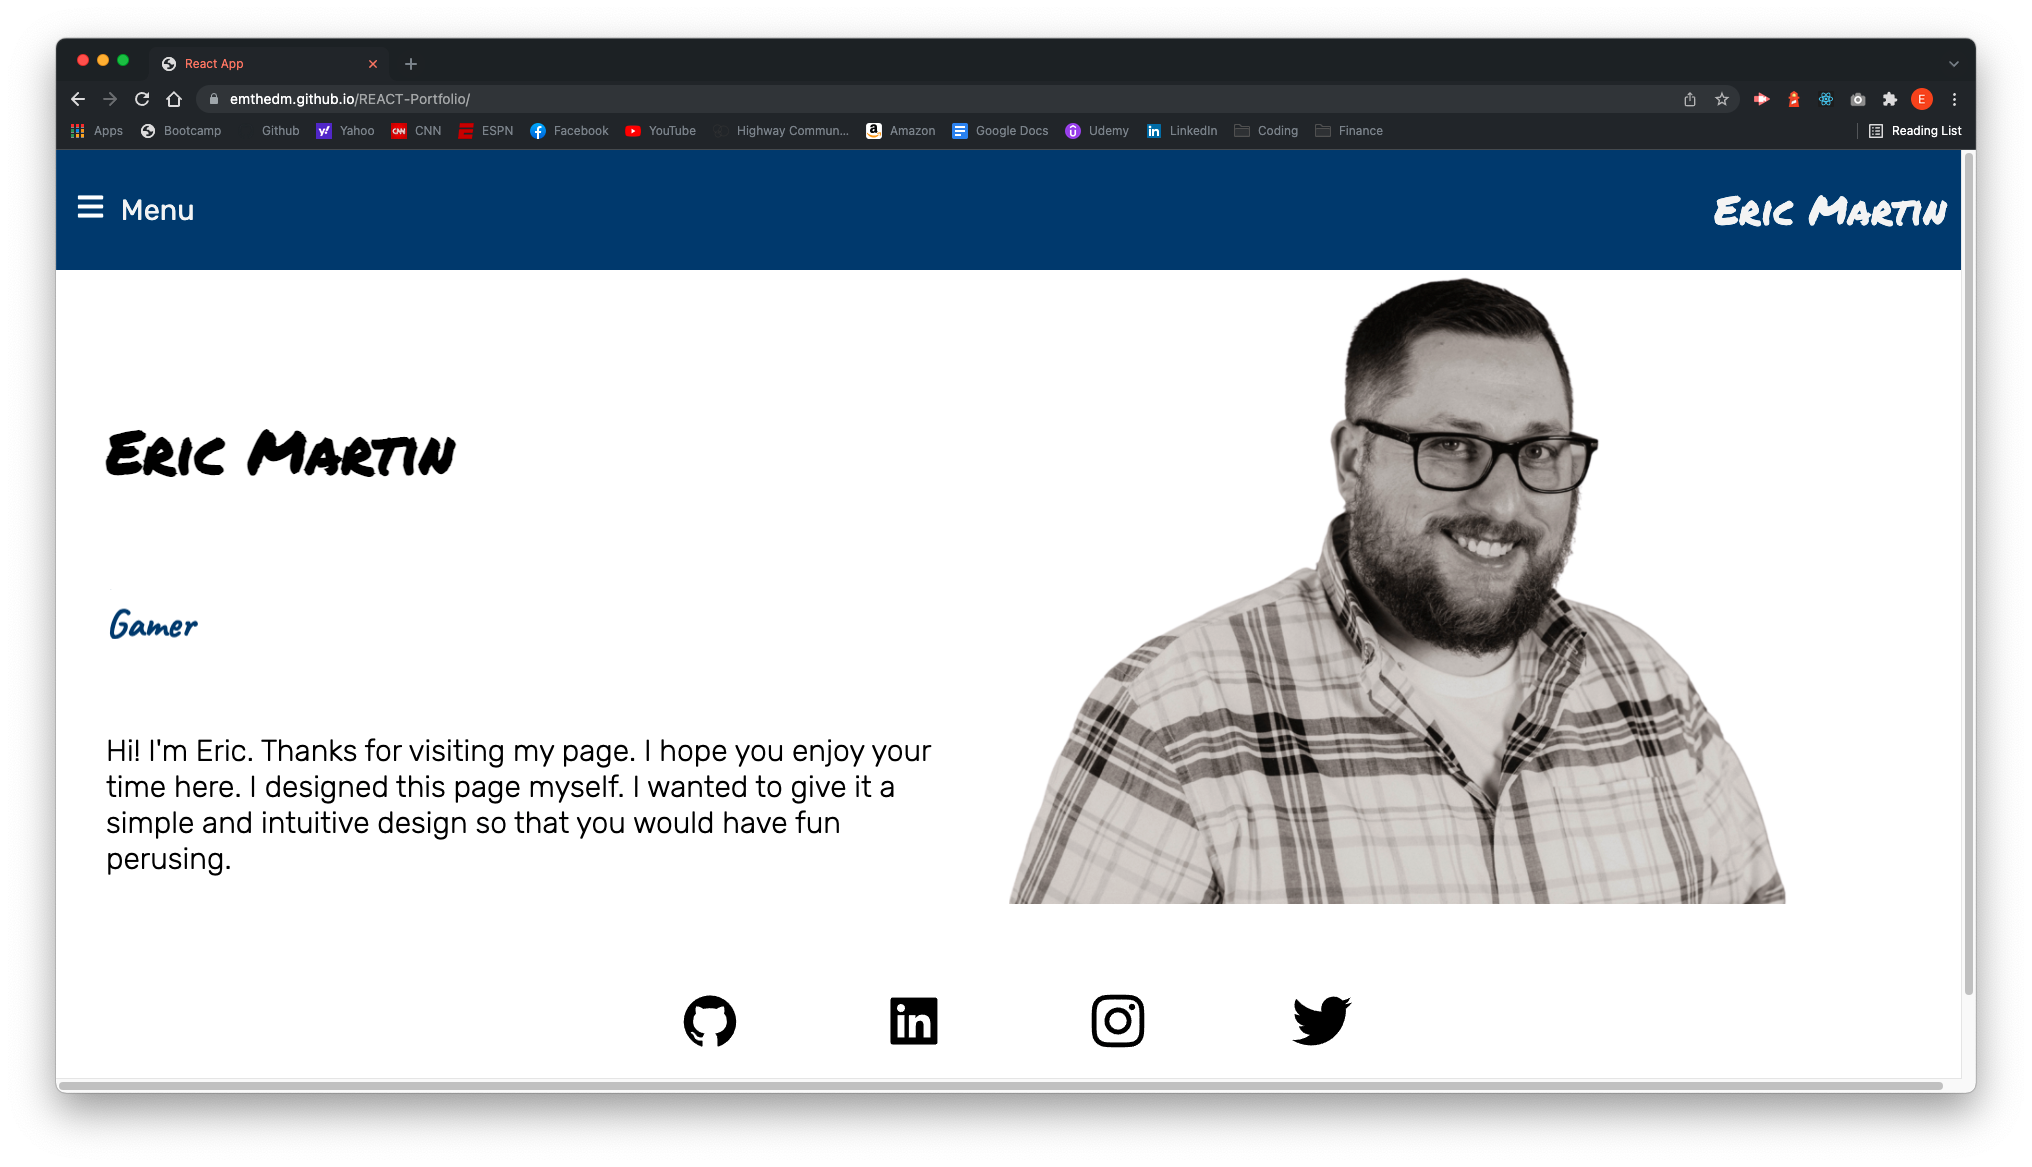 React App
emthedm.github.io/REACT-Portfolio/
E
Apps Bootcamp Github Yahoo CNN ESPN Facebook YouTube Highway Commun... Amazon Google Docs Udemy LinkedIn Coding Finance Reading List
Menu
Eric Martin
Eric Martin
Gamer
Hi! I'm Eric. Thanks for visiting my page. I hope you enjoy your
time here. I designed this page myself. I wanted to give it a
simple and intuitive design so that you would have fun
perusing.
in